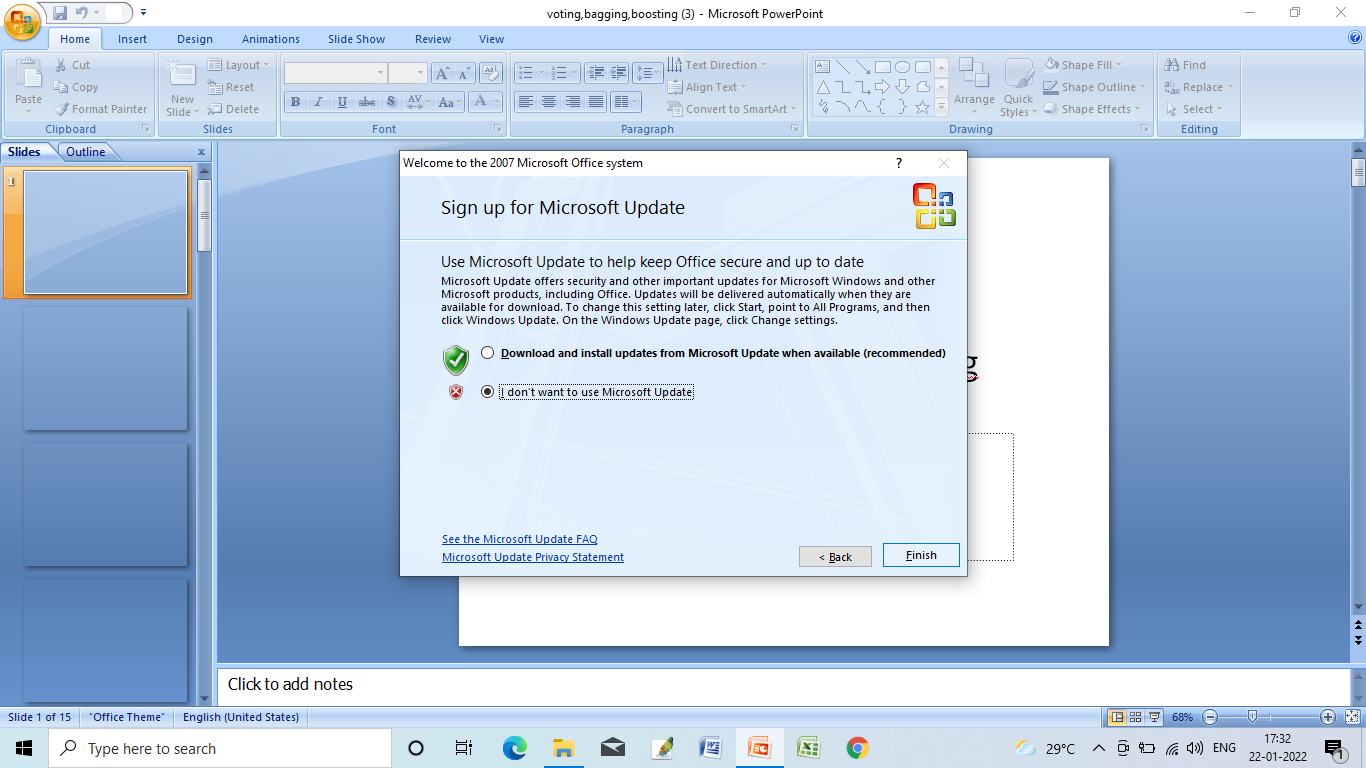 voting,bagging,boosting (3) - Microsoft PowerPoint
Home Insert Design Animations Slide Show Review View
Paste
Cut
Copy
Format Painter
Clipboard
New
Slide
Layout
Reset
Delete
Slides
B I U abc S AV Aa A
Font
Text Direction
Align Text
Convert to SmartArt
Paragraph
Arrange
Quick
Styles
Shape Fill
Shape Outline
Shape Effects
Drawing
Find
Replace
Select
Editing
Slides Outline x
1
Welcome to the 2007 Microsoft Office system ?
Sign up for Microsoft Update
Use Microsoft Update to help keep Office secure and up to date
Microsoft Update offers security and other important updates for Microsoft Windows and other
Microsoft products, including Office. Updates will be delivered automatically when they are
available for download. To change this setting later, click Start, point to All Programs, and then
click Windows Update. On the Windows Update page, click Change settings.
Download and install updates from Microsoft Update when available (recommended)
I don't want to use Microsoft Update
See the Microsoft Update FAQ
Microsoft Update Privacy Statement
< Back Finish
g
Click to add notes
Slide 1 of 15 "Office Theme" English (United States) 68%
Type here to search 29°C ENG 17:32
22-01-2022 1